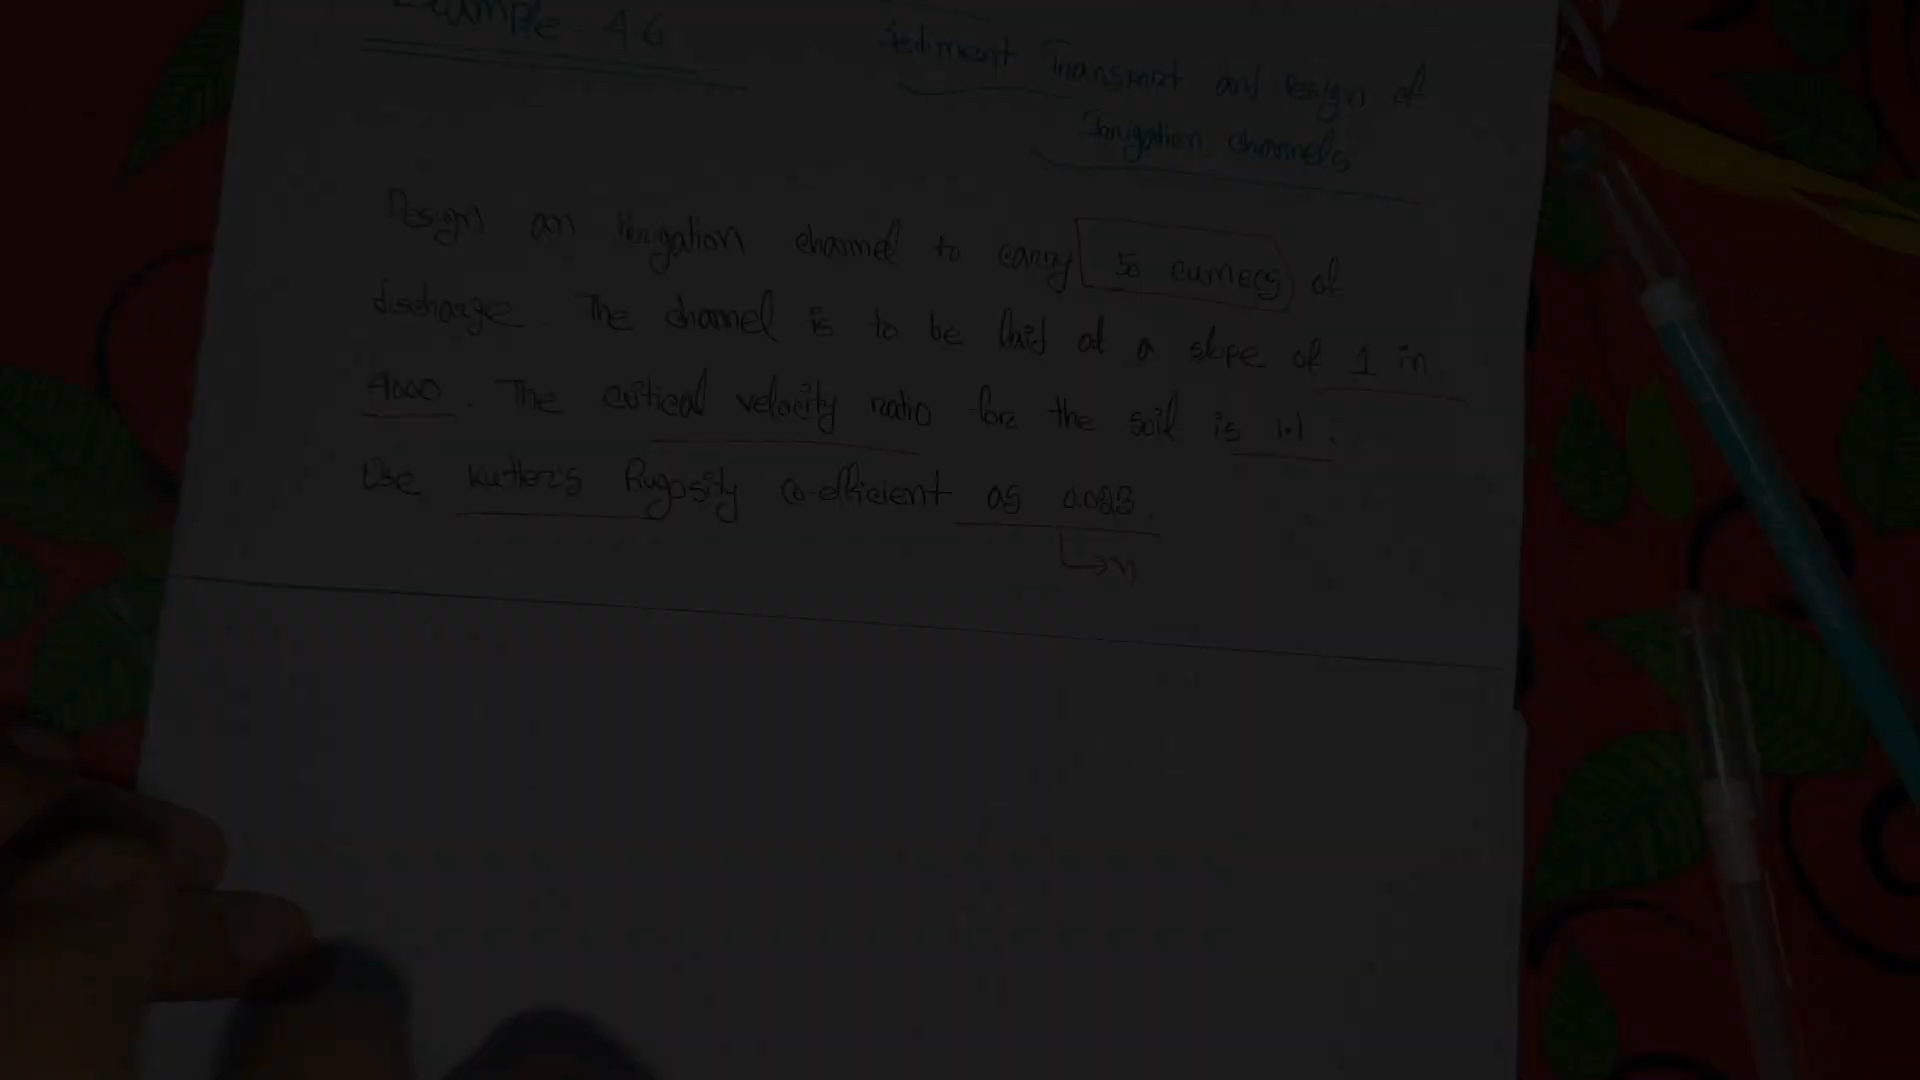 Example - 4.6
Sediment Transport and Design of
Irrigation channels
Design an Irrigation channel to carry 50 cumecs of
discharge. The channel is to be laid at a slope of 1 in
4000. The critical velocity ratio for the soil is 1.1.
Use Kutter's Rugosity co-efficient as 0.023.
↳n